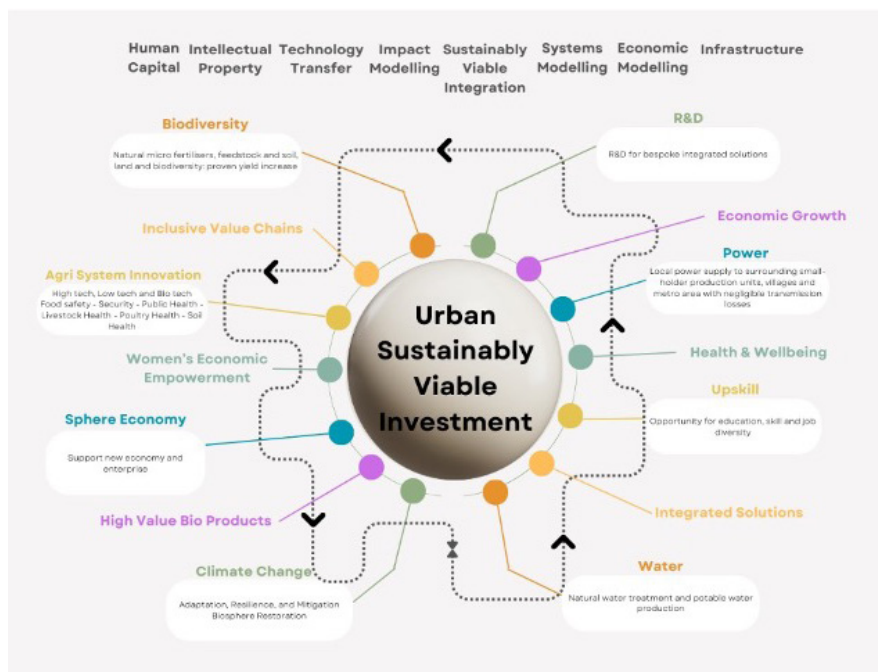 Human Capital
Intellectual Property
Technology Transfer
Impact Modelling
Sustainably Viable Integration
Systems Modelling
Economic Modelling
Infrastructure
Biodiversity
Natural micro fertilisers, feedstock and soil,
land and biodiversity: proven yield increase
R&D
R&D for bespoke integrated solutions
Inclusive Value Chains
Economic Growth
Agri System Innovation
High tech, Low tech and Bio tech
Food safety - Security - Public Health -
Livestock Health - Poultry Health - Soil
Health
Power
Local power supply to surrounding small-
holder production units, villages and
metro area with negligible transmission
losses
Urban
Sustainably
Viable
Investment
Women's Economic
Empowerment
Health & Wellbeing
Sphere Economy
Support new economy and
enterprise
Upskill
Opportunity for education, skill and job
diversity
High Value Bio Products
Integrated Solutions
Climate Change
Adaptation, Resilience, and Mitigation
Biosphere Restoration
Water
Natural water treatment and potable water
production